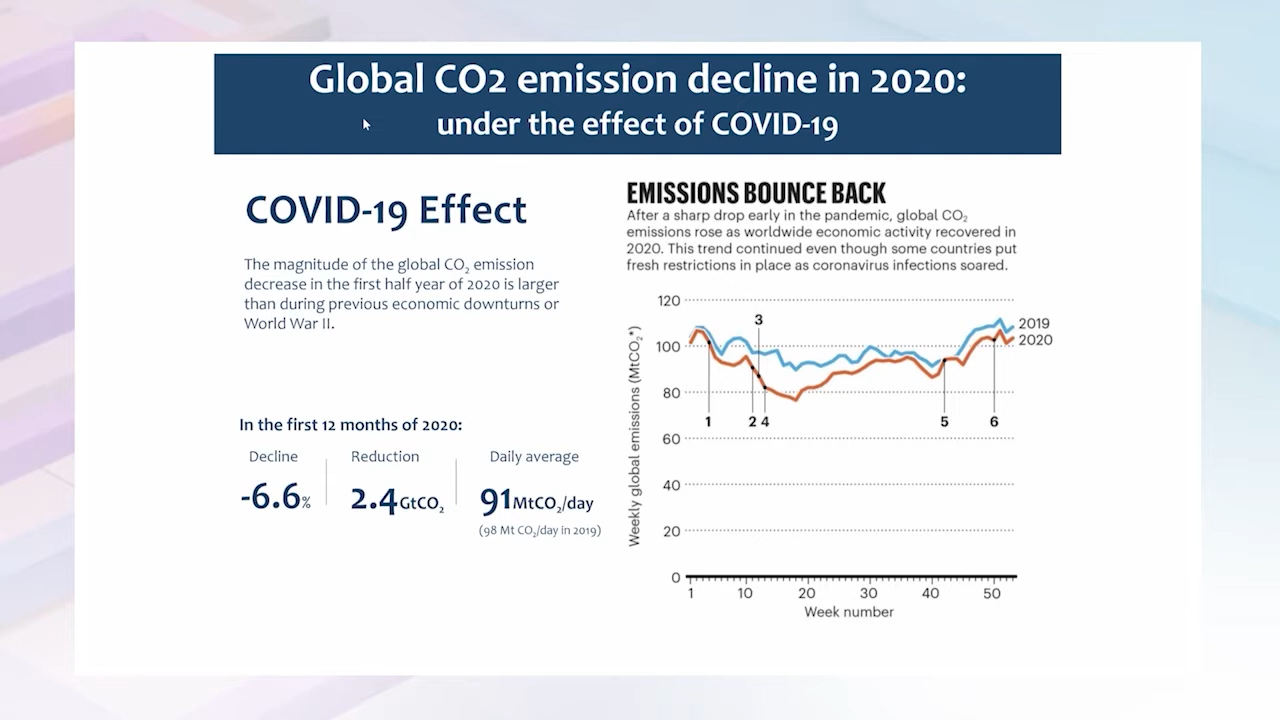 Global CO2 emission decline in 2020:
under the effect of COVID-19
COVID-19 Effect
The magnitude of the global CO₂ emission
decrease in the first half year of 2020 is larger
than during previous economic downturns or
World War II.
In the first 12 months of 2020:
Decline Reduction Daily average
-6.6% 2.4GtCO₂ 91MtCO₂/day
(98 Mt CO₂/day in 2019)
EMISSIONS BOUNCE BACK
After a sharp drop early in the pandemic, global CO₂
emissions rose as worldwide economic activity recovered in
2020. This trend continued even though some countries put
fresh restrictions in place as coronavirus infections soared.
Weekly global emissions (MtCO₂*)
120
100
80
60
40
20
0
3
2019
2020
1 2 4 5 6
1 10 20 30 40 50
Week number